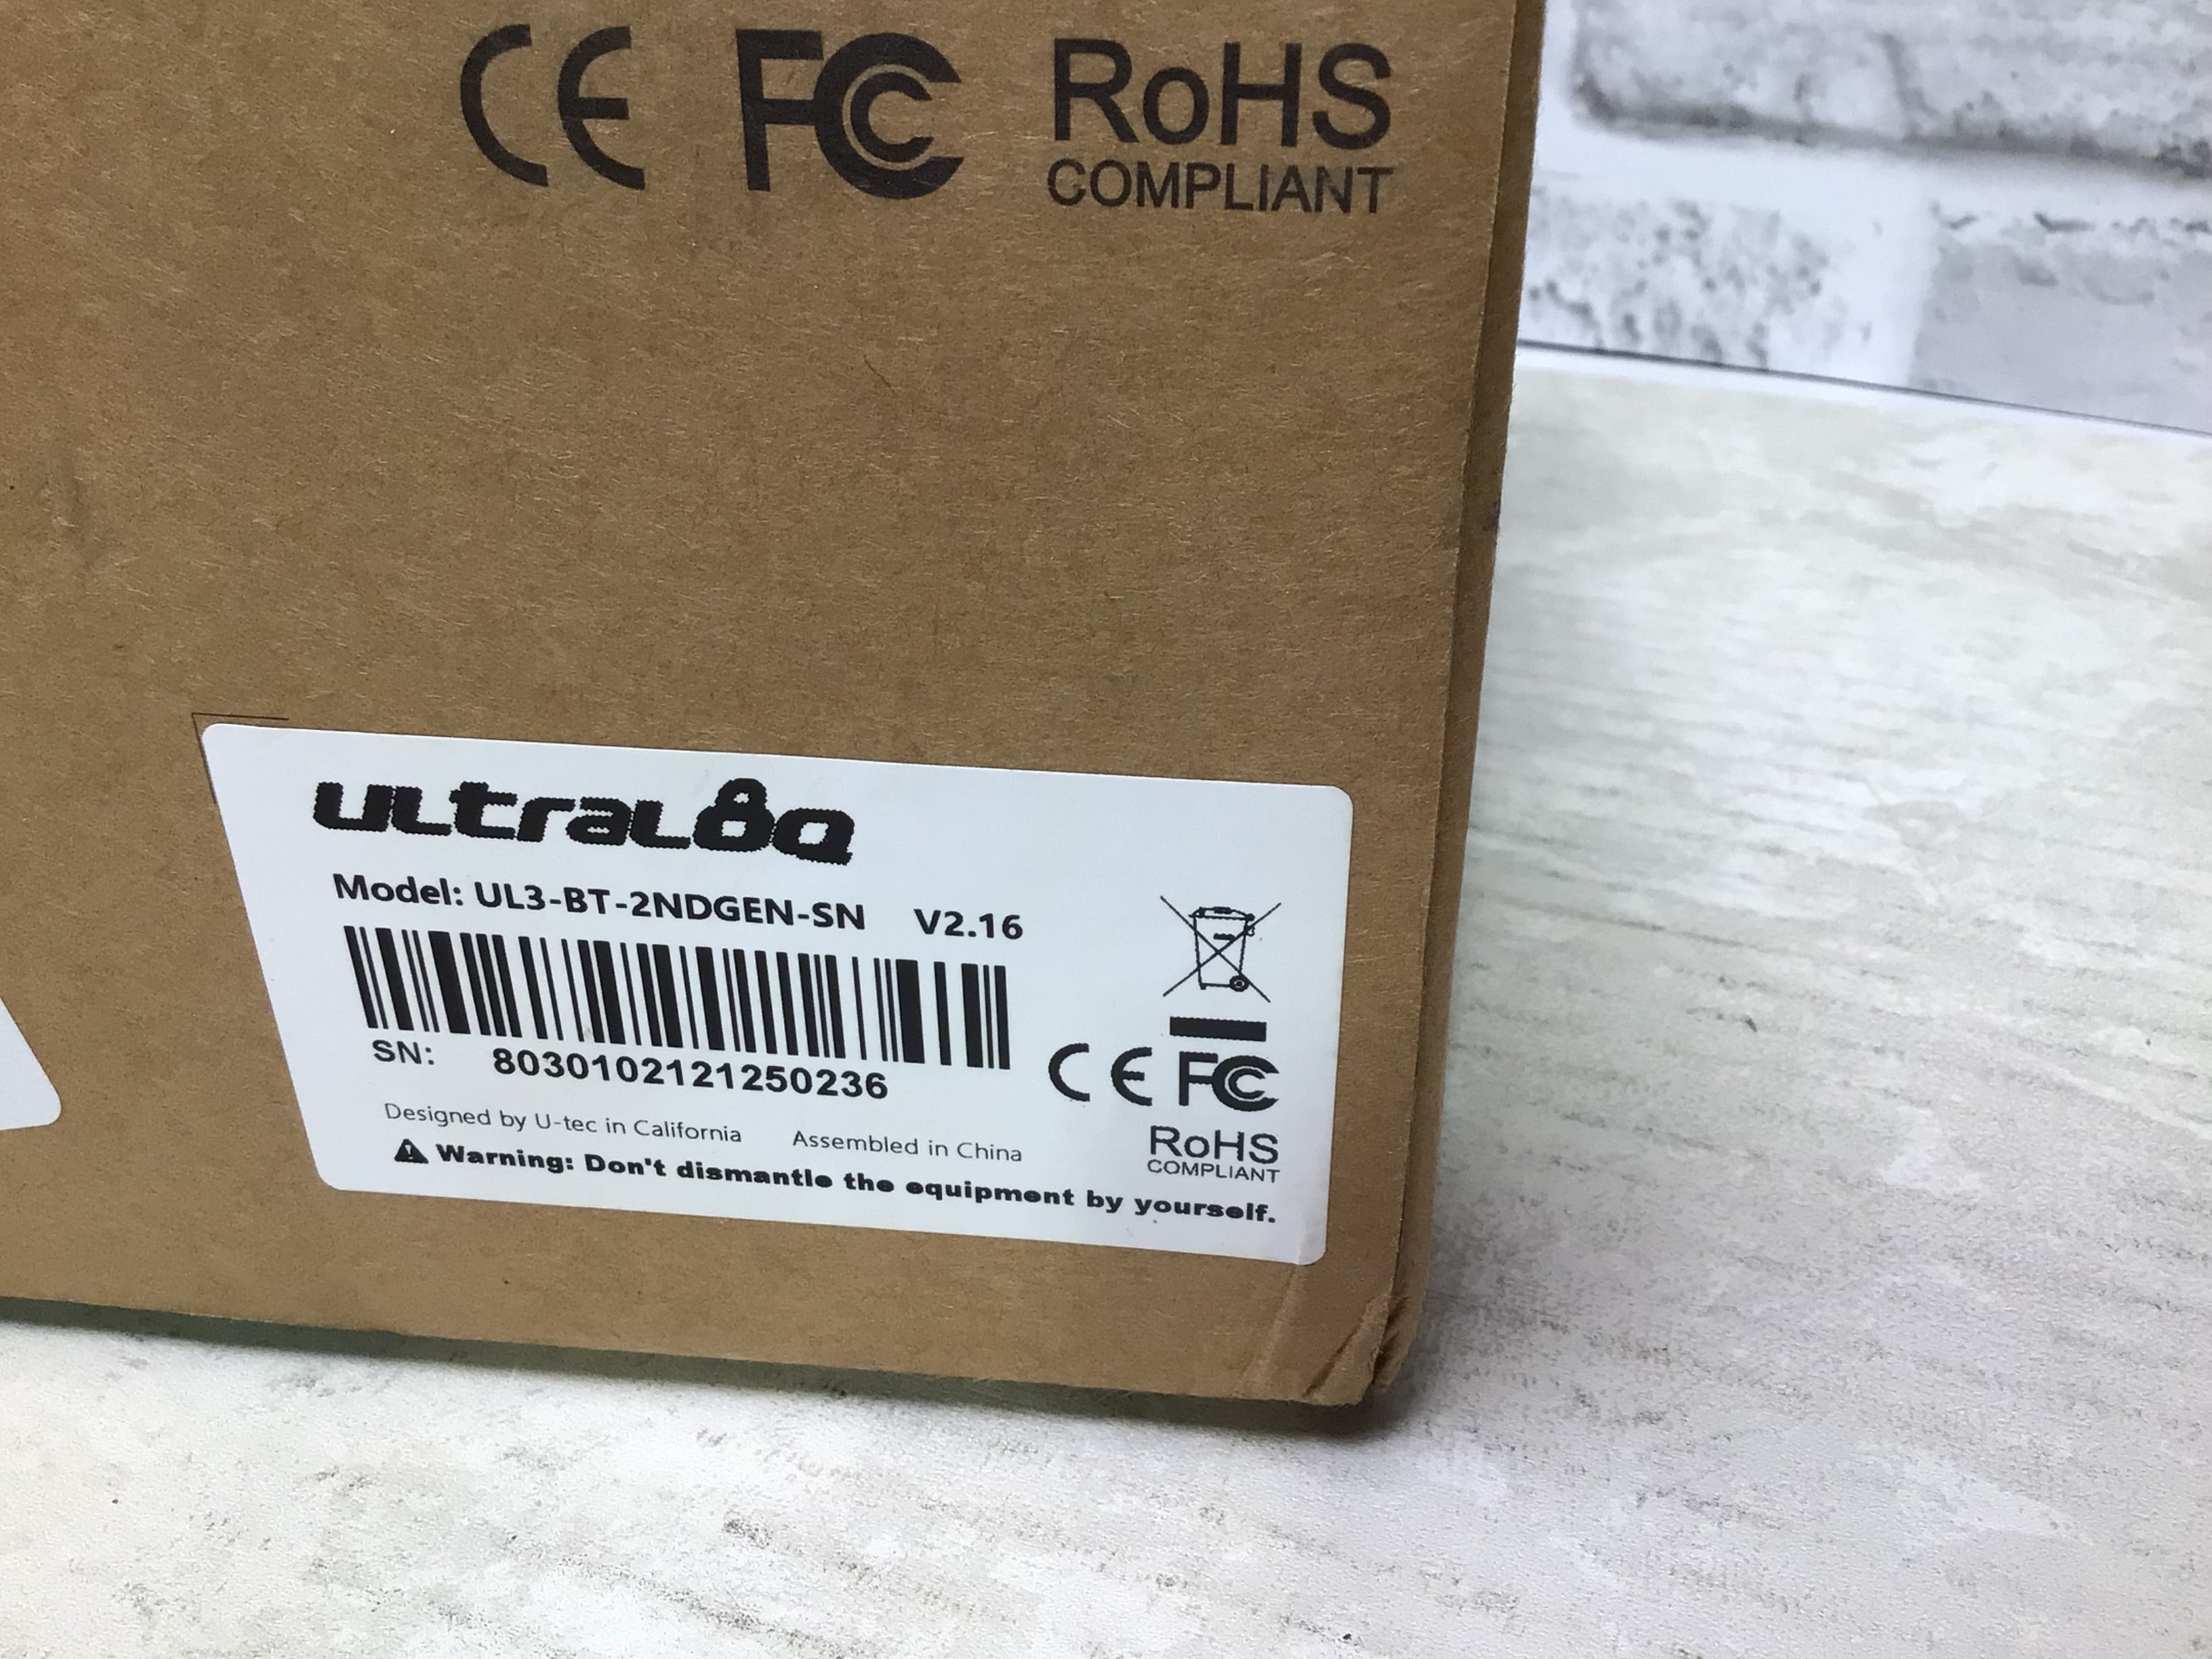 CE FC RoHS
COMPLIANT
ULtraLoQ
Model: UL3-BT-2NDGEN-SN V2.16
SN: 8030102121250236
CE FC
RoHS
COMPLIANT
Designed by U-tec in California Assembled in China
Warning: Don't dismantle the equipment by yourself.